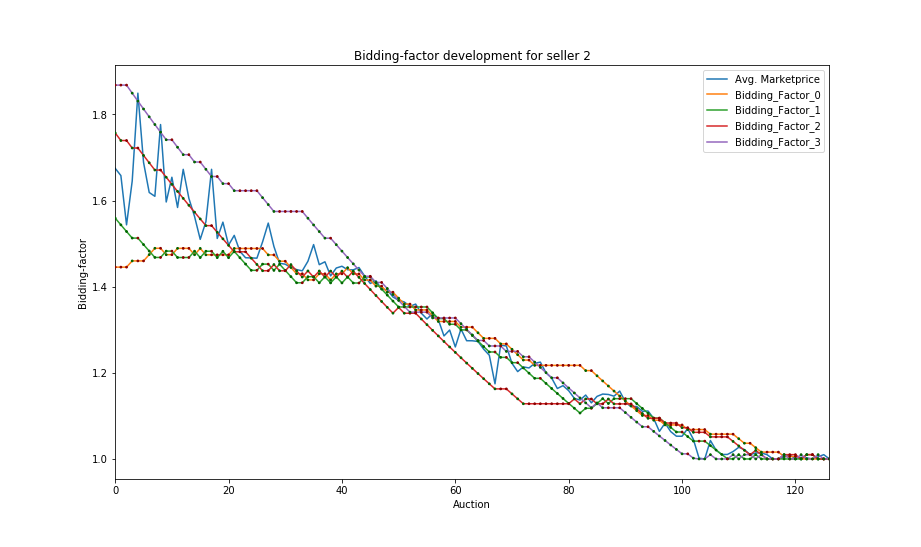 Bidding-factor development for seller 2
Avg. Marketprice
Bidding_Factor_0
Bidding_Factor_1
Bidding_Factor_2
Bidding_Factor_3
Bidding-factor
1.8
1.6
1.4
1.2
1.0
0 20 40 60 80 100 120
Auction